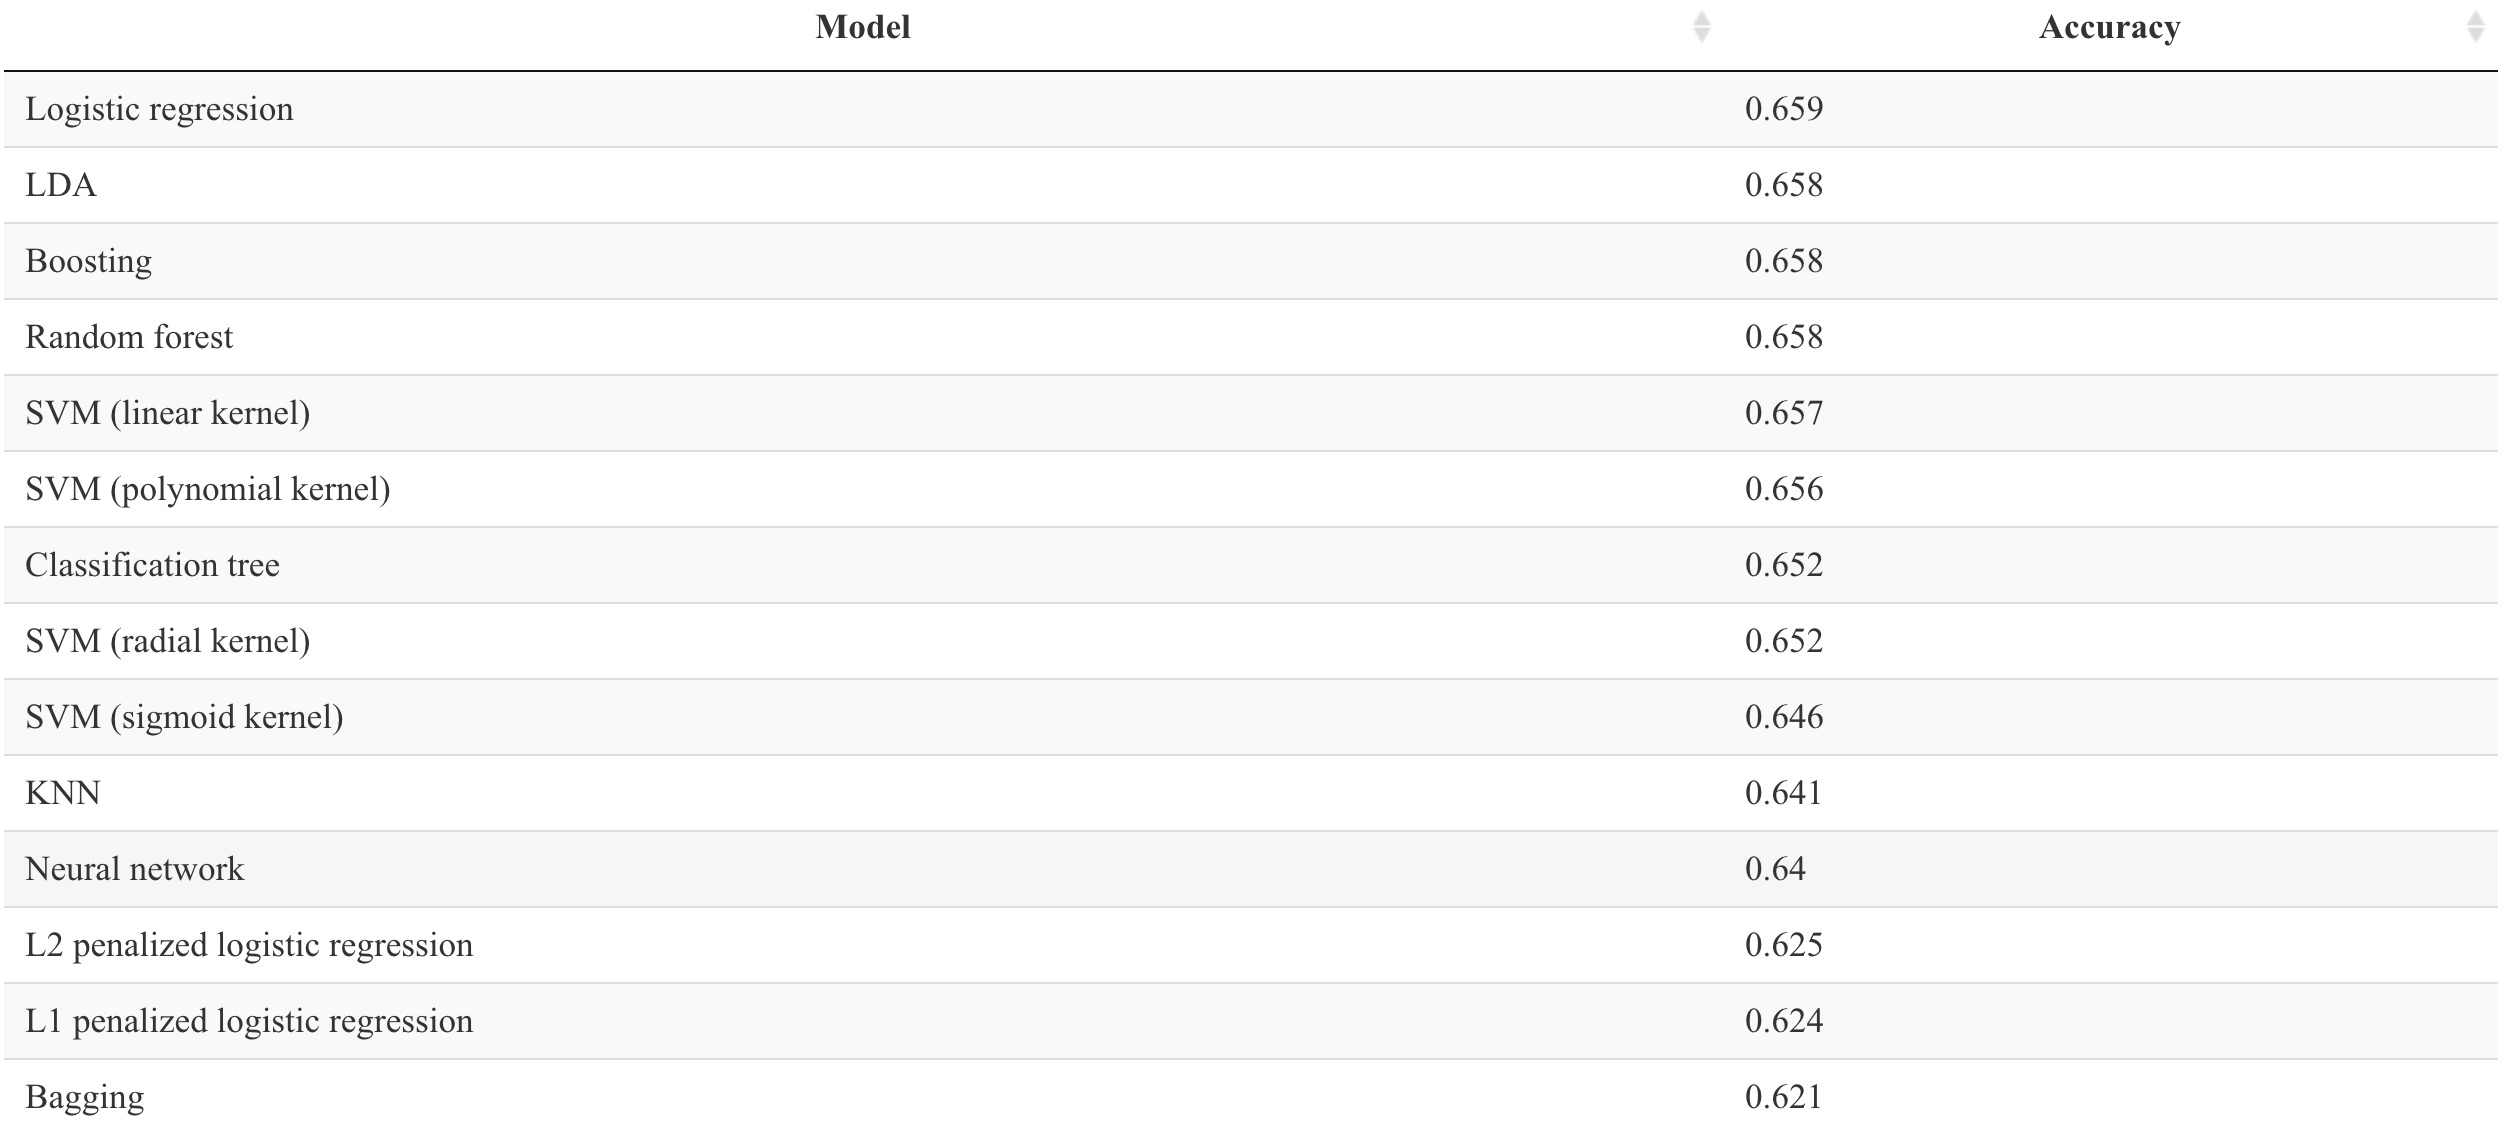 Model Accuracy
Logistic regression 0.659
LDA 0.658
Boosting 0.658
Random forest 0.658
SVM (linear kernel) 0.657
SVM (polynomial kernel) 0.656
Classification tree 0.652
SVM (radial kernel) 0.652
SVM (sigmoid kernel) 0.646
KNN 0.641
Neural network 0.64
L2 penalized logistic regression 0.625
L1 penalized logistic regression 0.624
Bagging 0.621